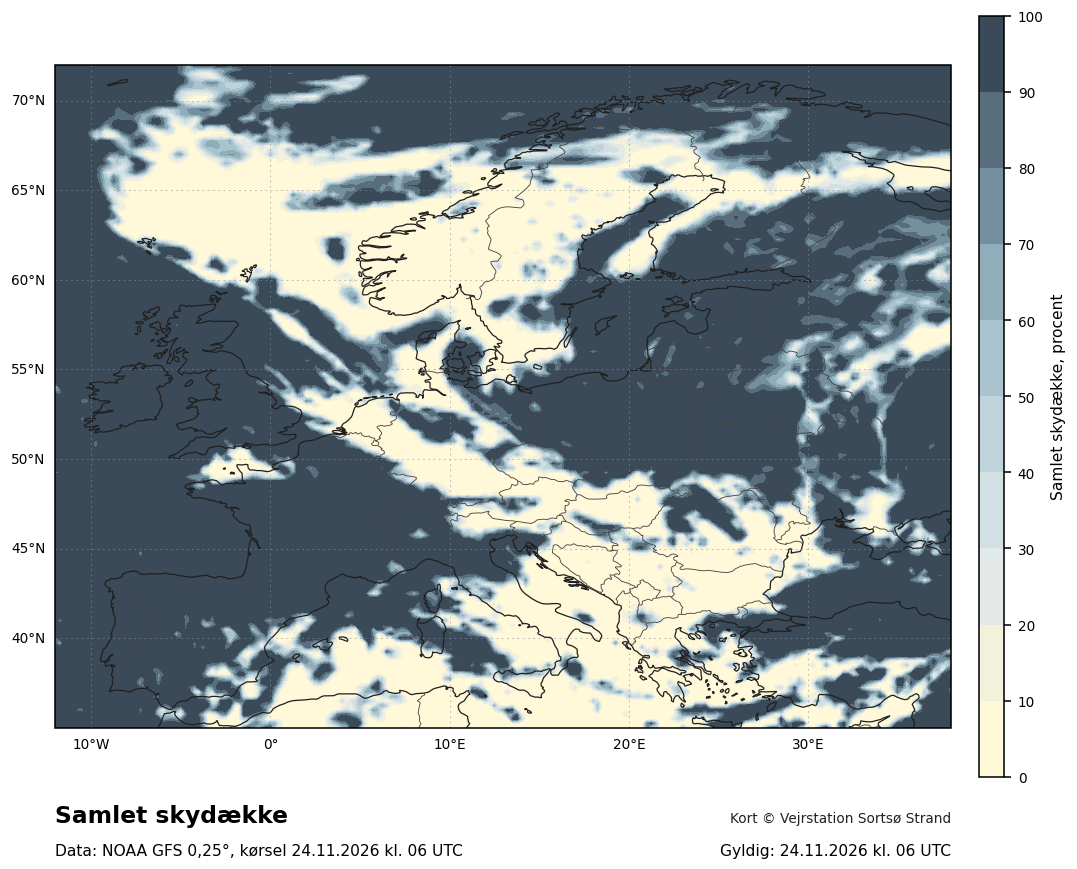 100
90
80
70
60
50
40
30
20
10
0
Samlet skydække, procent
70°N
65°N
60°N
55°N
50°N
45°N
40°N
10°W
0°
10°E
20°E
30°E
Samlet skydække
Kort © Vejrstation Sortsø Strand
Data: NOAA GFS 0,25°, kørsel 24.11.2026 kl. 06 UTC
Gyldig: 24.11.2026 kl. 06 UTC